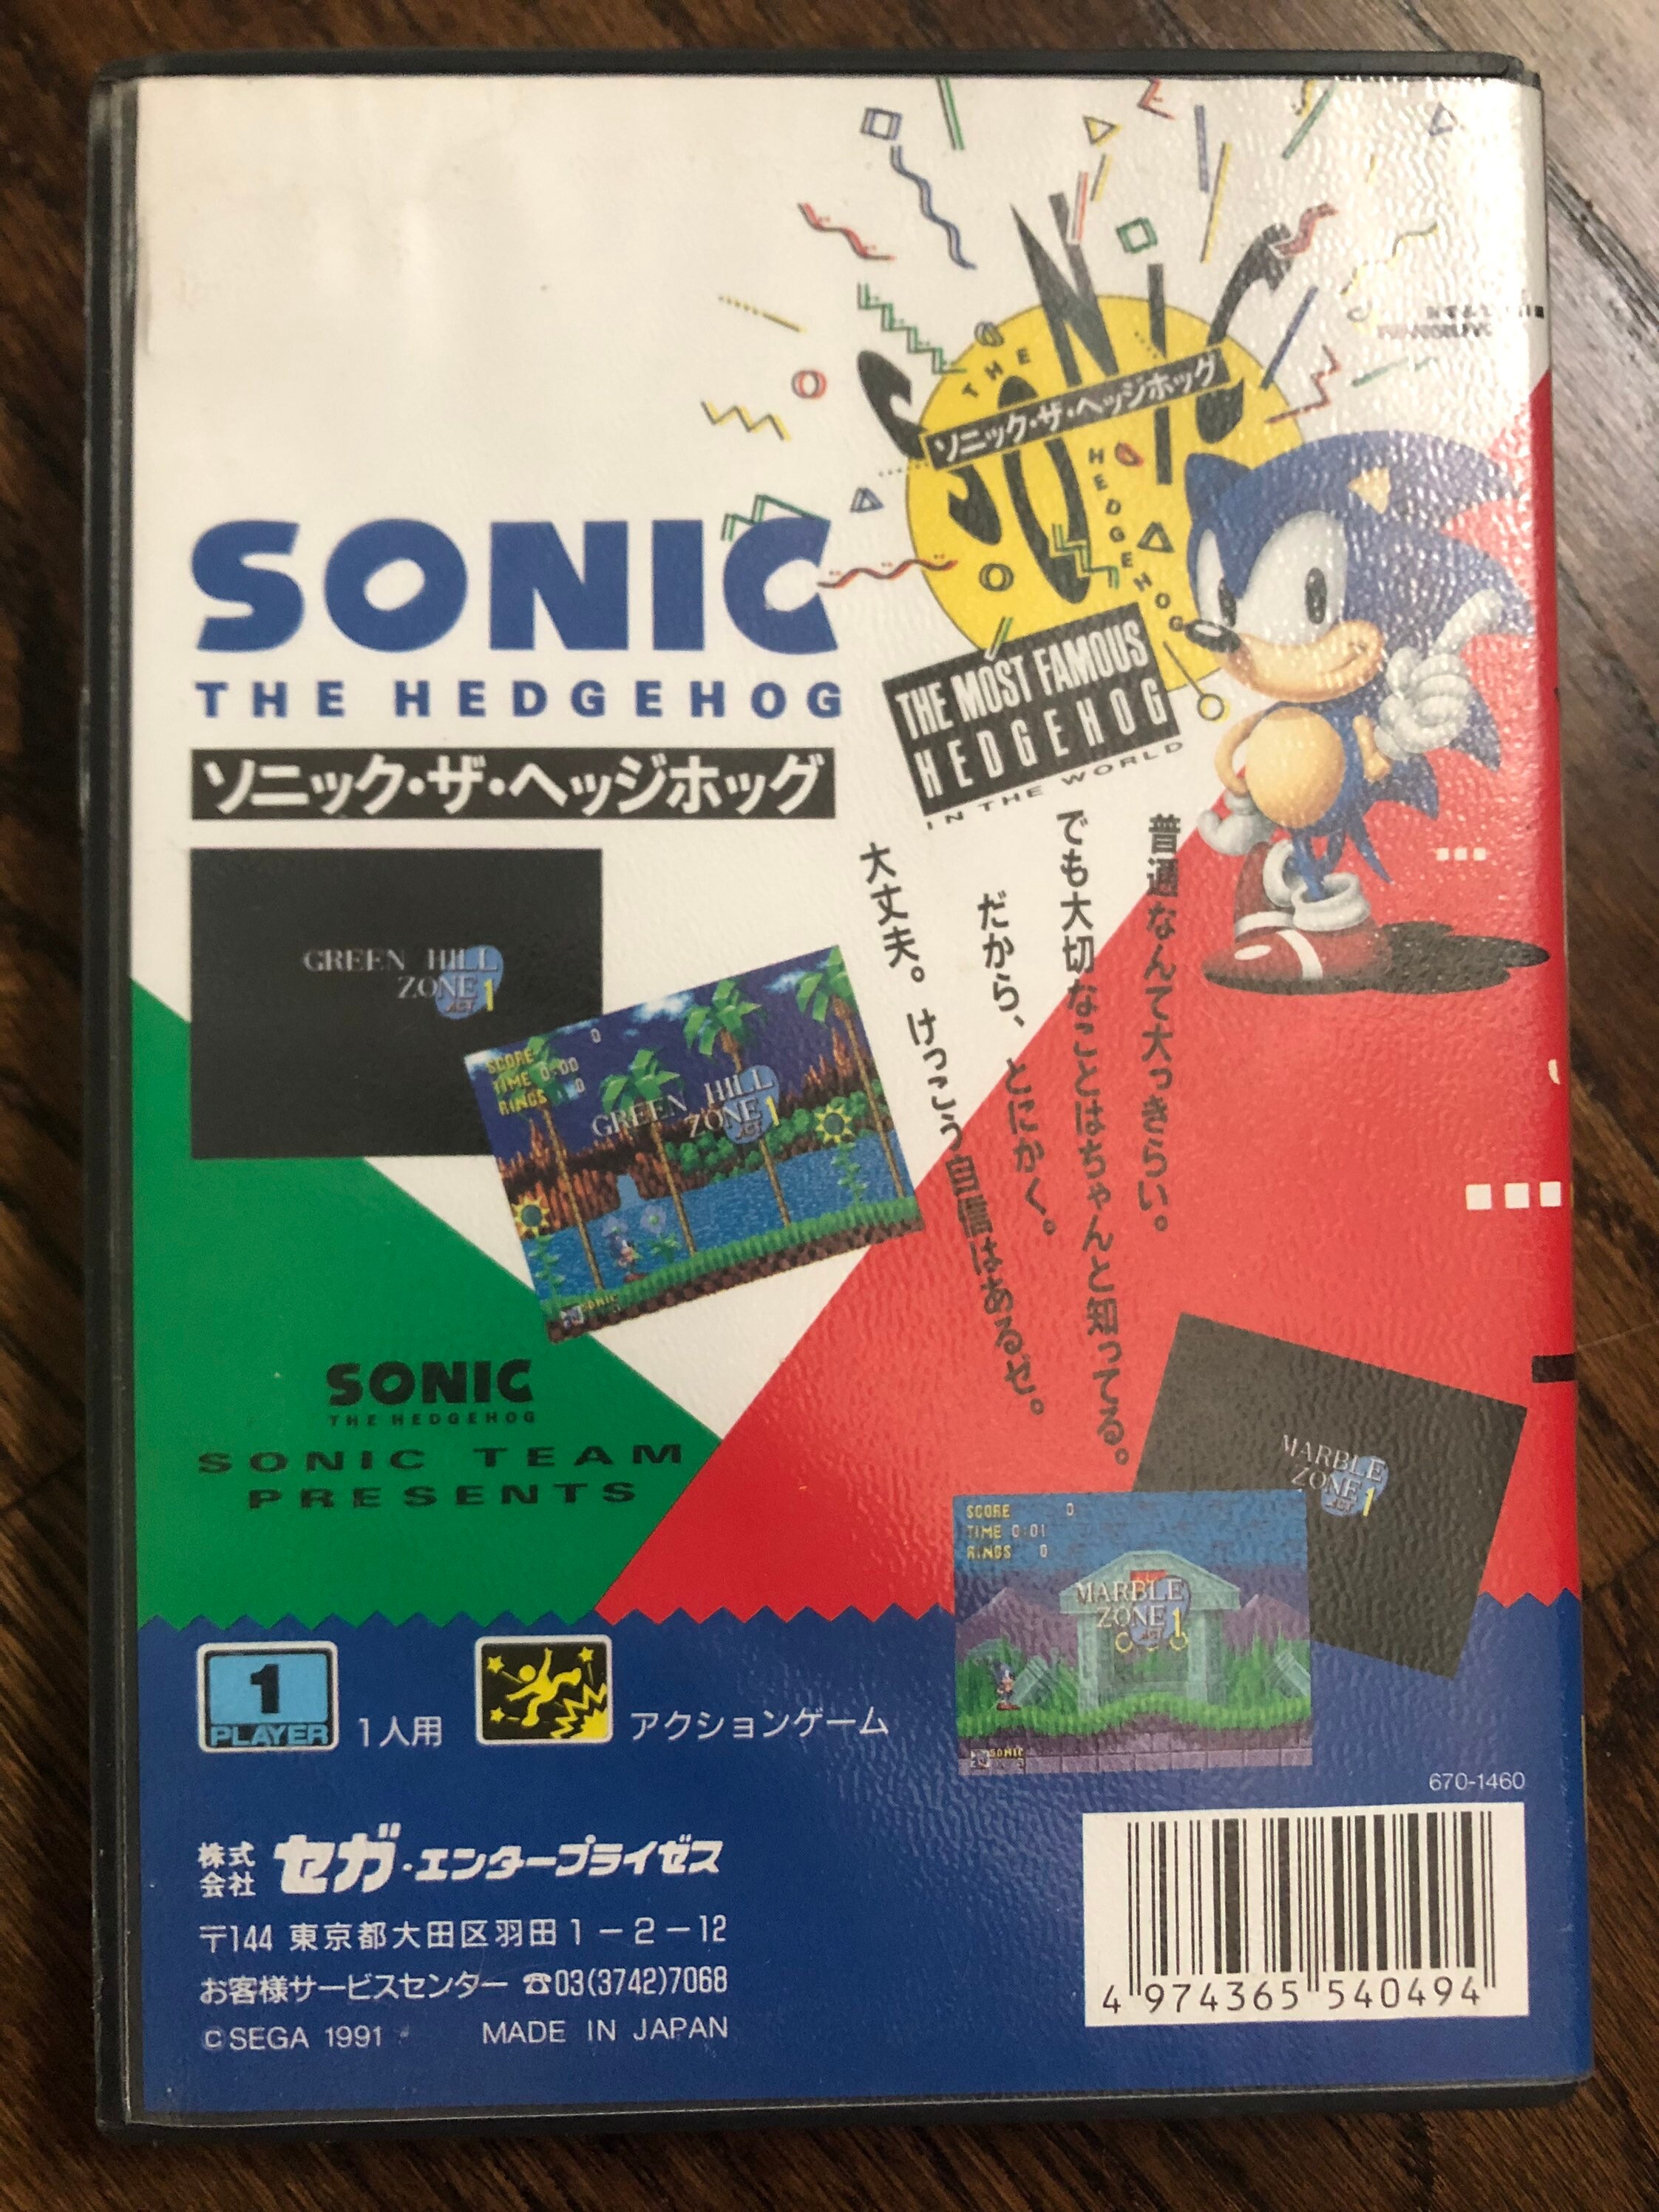 THE
SONIC
ソニック・ザ・ヘッジホッグ
HEDGEHOG
SONIC
THE HEDGEHOG
ソニック・ザ・ヘッジホッグ
THE MOST FAMOUS
HEDGEHOG
IN THE WORLD
普通なんて大っきらい。
でも大切なことはちゃんと知ってる。
だから、とにかく。
大丈夫。けっこう自信はあるゼ。
GREEN HILL
ZONE
ACT 1
SCORE 0
TIME 0:00
RINGS 0
GREEN HILL
ZONE
ACT 1
SONIC
SONIC
THE HEDGEHOG
SONIC TEAM
PRESENTS
MARBLE
ZONE
ACT 1
SCORE 0
TIME 0:01
RINGS 0
MARBLE
ZONE
ACT 1
SONIC
1
PLAYER
1人用
アクションゲーム
株式会社 セガ・エンタープライゼス
〒144 東京都大田区羽田1-2-12
お客様サービスセンター ☎03(3742)7068
©SEGA 1991 MADE IN JAPAN
670-1460
4 974365 540494